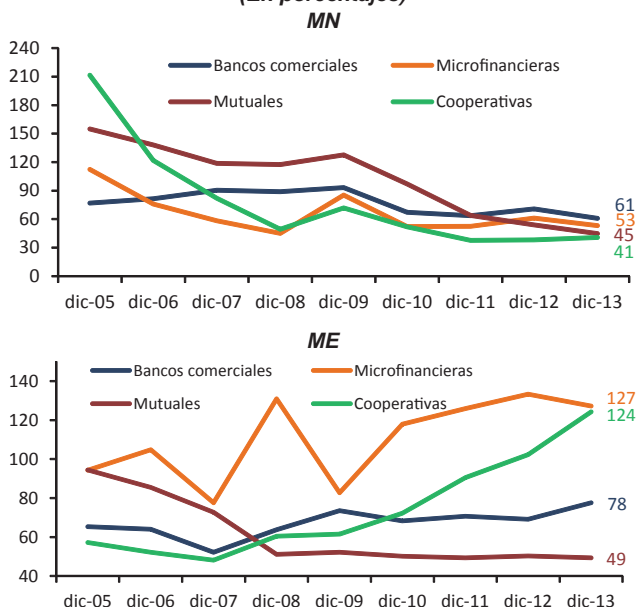 (En porcentajes)
MN
240
210
180
150
120
90
60
30
0
Bancos comerciales
Microfinancieras
Mutuales
Cooperativas
61
53
45
41
dic-05 dic-06 dic-07 dic-08 dic-09 dic-10 dic-11 dic-12 dic-13
ME
140
120
100
80
60
40
Bancos comerciales
Microfinancieras
Mutuales
Cooperativas
127
124
78
49
dic-05 dic-06 dic-07 dic-08 dic-09 dic-10 dic-11 dic-12 dic-13